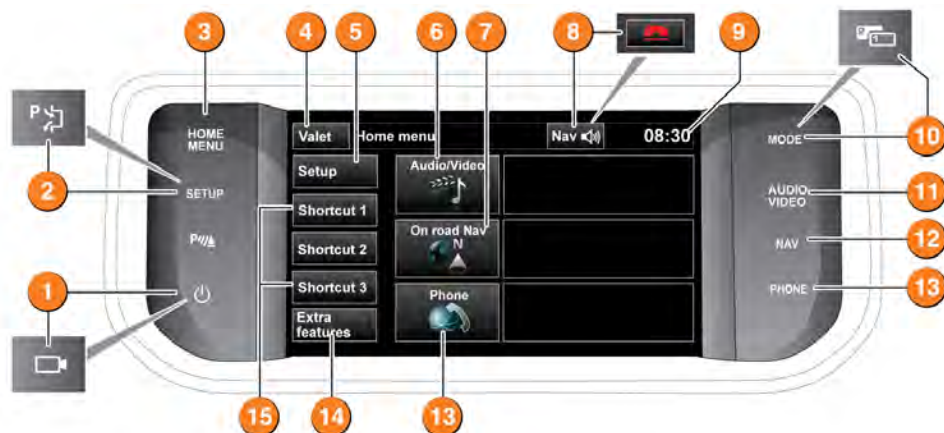 3
4
5
6
7
8
9
10
P
2
HOME
MENU
SETUP
P
1
Valet
Home menu
Nav
08:30
Setup
Shortcut 1
Shortcut 2
Shortcut 3
Extra
features
Audio/Video
On road Nav
N
Phone
2
1
MODE
AUDIO
VIDEO
11
NAV
12
PHONE
13
15
14
13